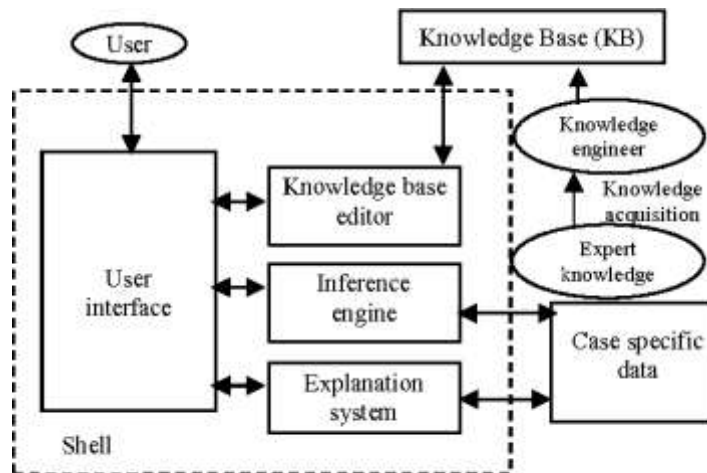 User
Knowledge Base (KB)
Knowledge
engineer
Knowledge
acquisition
Knowledge base
editor
Expert
knowledge
User
interface
Inference
engine
Case specific
data
Explanation
system
Shell